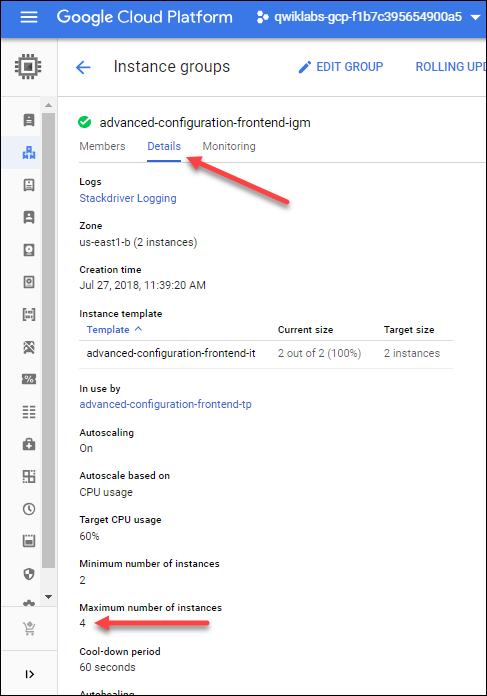 Google Cloud Platform
qwiklabs-gcp-f1b7c395654900a5
Instance groups
EDIT GROUP
ROLLING UPD
advanced-configuration-frontend-igm
Members Details Monitoring
Logs
Stackdriver Logging
Zone
us-east1-b (2 instances)
Creation time
Jul 27, 2018, 11:39:20 AM
Instance template
Template Current size Target size
advanced-configuration-frontend-it 2 out of 2 (100%) 2 instances
In use by
advanced-configuration-frontend-tp
Autoscaling
On
Autoscale based on
CPU usage
Target CPU usage
60%
Minimum number of instances
2
Maximum number of instances
4
Cool-down period
60 seconds
Autohealing